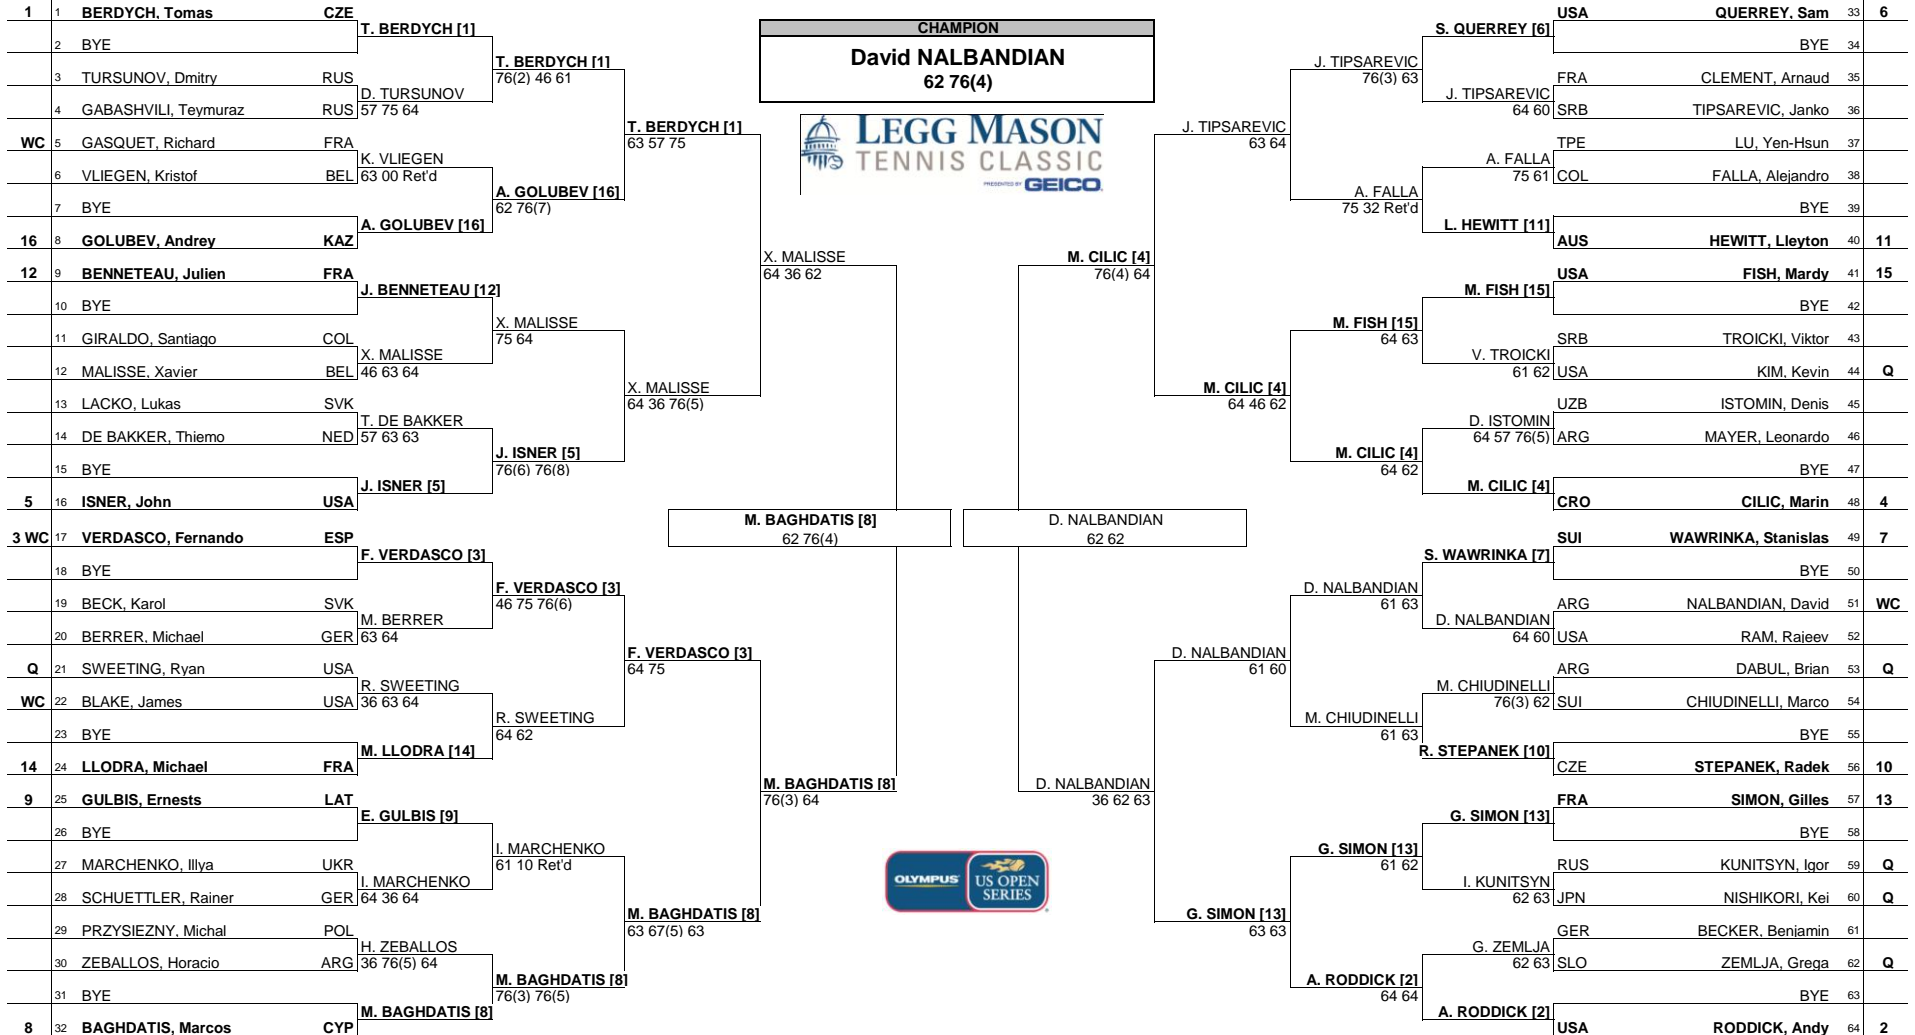 1 1 BERDYCH, Tomas CZE
T. BERDYCH [1]
2 BYE
T. BERDYCH [1]
3 TURSUNOV, Dmitry RUS 76(2) 46 61
D. TURSUNOV
4 GABASHVILI, Teymuraz RUS 57 75 64
T. BERDYCH [1]
WC 5 GASQUET, Richard FRA 63 57 75
K. VLIEGEN
6 VLIEGEN, Kristof BEL 63 00 Ret'd
A. GOLUBEV [16]
7 BYE 62 76(7)
A. GOLUBEV [16]
16 8 GOLUBEV, Andrey KAZ
X. MALISSE
12 9 BENNETEAU, Julien FRA 64 36 62
J. BENNETEAU [12]
10 BYE
X. MALISSE
11 GIRALDO, Santiago COL 75 64
X. MALISSE
12 MALISSE, Xavier BEL 46 63 64
X. MALISSE
13 LACKO, Lukas SVK 64 36 76(5)
T. DE BAKKER
14 DE BAKKER, Thiemo NED 57 63 63
J. ISNER [5]
15 BYE 76(6) 76(8)
J. ISNER [5]
5 16 ISNER, John USA
M. BAGHDATIS [8]
62 76(4)
3 WC 17 VERDASCO, Fernando ESP
F. VERDASCO [3]
18 BYE
F. VERDASCO [3]
19 BECK, Karol SVK 46 75 76(6)
M. BERRER
20 BERRER, Michael GER 63 64
F. VERDASCO [3]
Q 21 SWEETING, Ryan USA 64 75
R. SWEETING
WC 22 BLAKE, James USA 36 63 64
R. SWEETING
23 BYE 64 62
M. LLODRA [14]
14 24 LLODRA, Michael FRA
M. BAGHDATIS [8]
9 25 GULBIS, Ernests LAT 76(3) 64
E. GULBIS [9]
26 BYE
I. MARCHENKO
27 MARCHENKO, Illya UKR 61 10 Ret'd
I. MARCHENKO
28 SCHUETTLER, Rainer GER 64 36 64
M. BAGHDATIS [8]
29 PRZYSIEZNY, Michal POL 63 67(5) 63
H. ZEBALLOS
30 ZEBALLOS, Horacio ARG 36 76(5) 64
M. BAGHDATIS [8]
31 BYE 76(3) 76(5)
M. BAGHDATIS [8]
8 32 BAGHDATIS, Marcos CYP
CHAMPION
David NALBANDIAN
62 76(4)
LEGG MASON
TENNIS CLASSIC
PRESENTED BY GEICO.
OLYMPUS US OPEN
SERIES
USA QUERREY, Sam 33 6
S. QUERREY [6]
BYE 34
J. TIPSAREVIC
76(3) 63 FRA CLEMENT, Arnaud 35
J. TIPSAREVIC
64 60 SRB TIPSAREVIC, Janko 36
J. TIPSAREVIC
63 64 TPE LU, Yen-Hsun 37
A. FALLA
75 61 COL FALLA, Alejandro 38
A. FALLA
75 32 Ret'd BYE 39
L. HEWITT [11]
AUS HEWITT, Lleyton 40 11
M. CILIC [4]
76(4) 64 USA FISH, Mardy 41 15
M. FISH [15]
BYE 42
M. FISH [15]
64 63 SRB TROICKI, Viktor 43
V. TROICKI
61 62 USA KIM, Kevin 44 Q
M. CILIC [4]
64 46 62 UZB ISTOMIN, Denis 45
D. ISTOMIN
64 57 76(5) ARG MAYER, Leonardo 46
M. CILIC [4]
64 62 BYE 47
M. CILIC [4]
CRO CILIC, Marin 48 4
D. NALBANDIAN
62 62
SUI WAWRINKA, Stanislas 49 7
S. WAWRINKA [7]
BYE 50
D. NALBANDIAN
61 63 ARG NALBANDIAN, David 51 WC
D. NALBANDIAN
64 60 USA RAM, Rajeev 52
D. NALBANDIAN
61 60 ARG DABUL, Brian 53 Q
M. CHIUDINELLI
76(3) 62 SUI CHIUDINELLI, Marco 54
M. CHIUDINELLI
61 63 BYE 55
R. STEPANEK [10]
CZE STEPANEK, Radek 56 10
D. NALBANDIAN
36 62 63 FRA SIMON, Gilles 57 13
G. SIMON [13]
BYE 58
G. SIMON [13]
61 62 RUS KUNITSYN, Igor 59 Q
I. KUNITSYN
62 63 JPN NISHIKORI, Kei 60 Q
G. SIMON [13]
63 63 GER BECKER, Benjamin 61
G. ZEMLJA
62 63 SLO ZEMLJA, Grega 62 Q
A. RODDICK [2]
64 64 BYE 63
A. RODDICK [2]
USA RODDICK, Andy 64 2